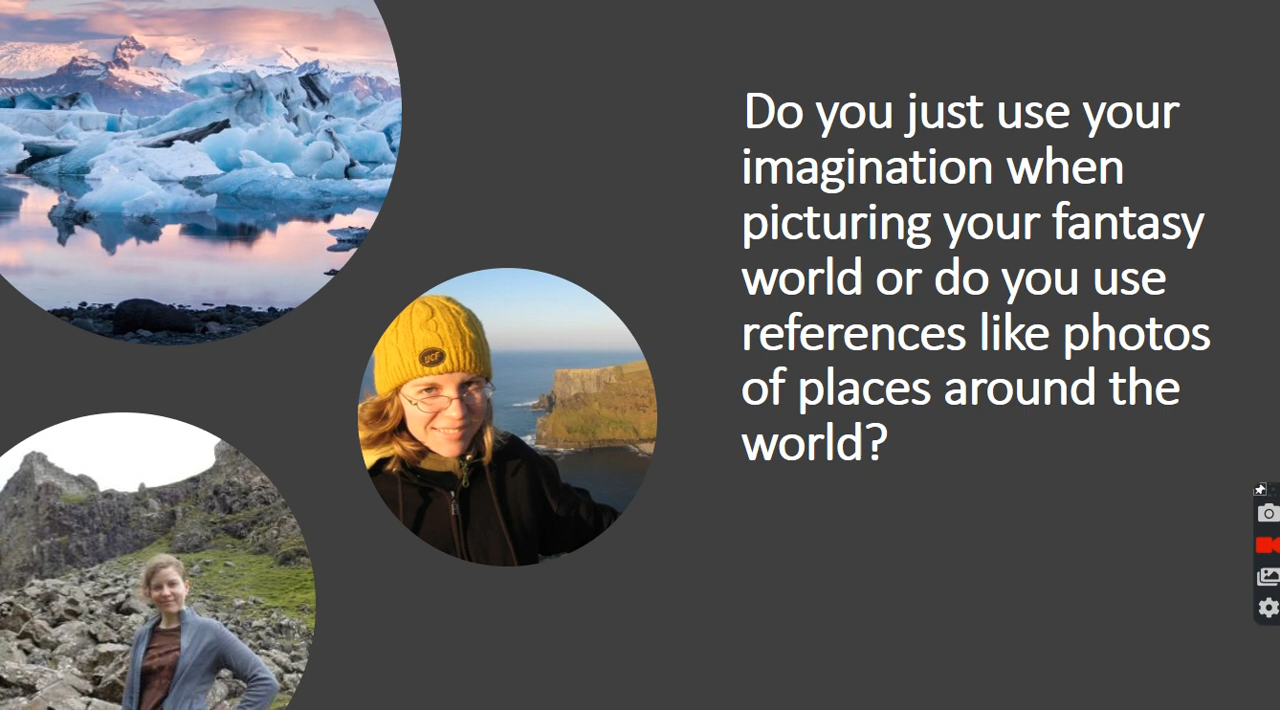 Do you just use your
imagination when
picturing your fantasy
world or do you use
references like photos
of places around the
world?
UCF